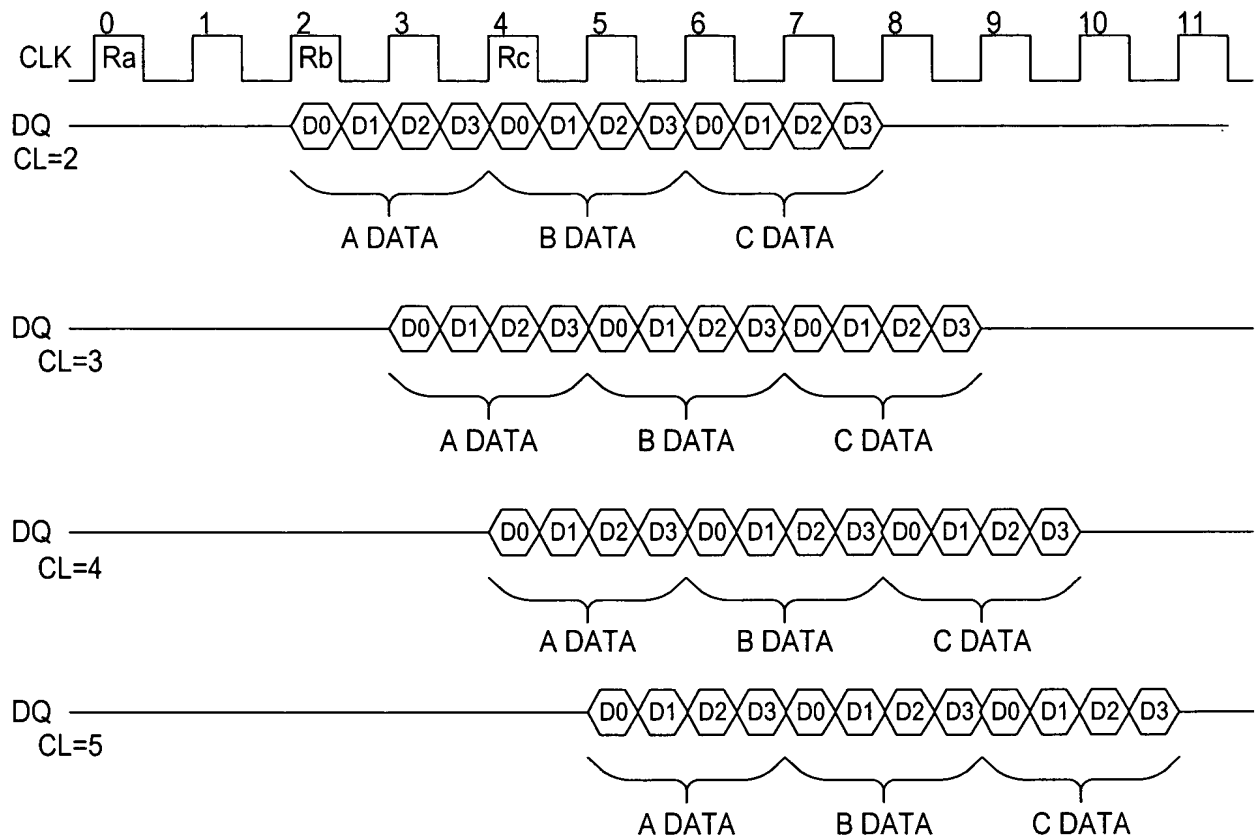 0 1 2 3 4 5 6 7 8 9 10 11
CLK Ra Rb Rc
DQ D0 D1 D2 D3 D0 D1 D2 D3 D0 D1 D2 D3
CL=2
A DATA B DATA C DATA
DQ D0 D1 D2 D3 D0 D1 D2 D3 D0 D1 D2 D3
CL=3
A DATA B DATA C DATA
DQ D0 D1 D2 D3 D0 D1 D2 D3 D0 D1 D2 D3
CL=4
A DATA B DATA C DATA
DQ D0 D1 D2 D3 D0 D1 D2 D3 D0 D1 D2 D3
CL=5
A DATA B DATA C DATA